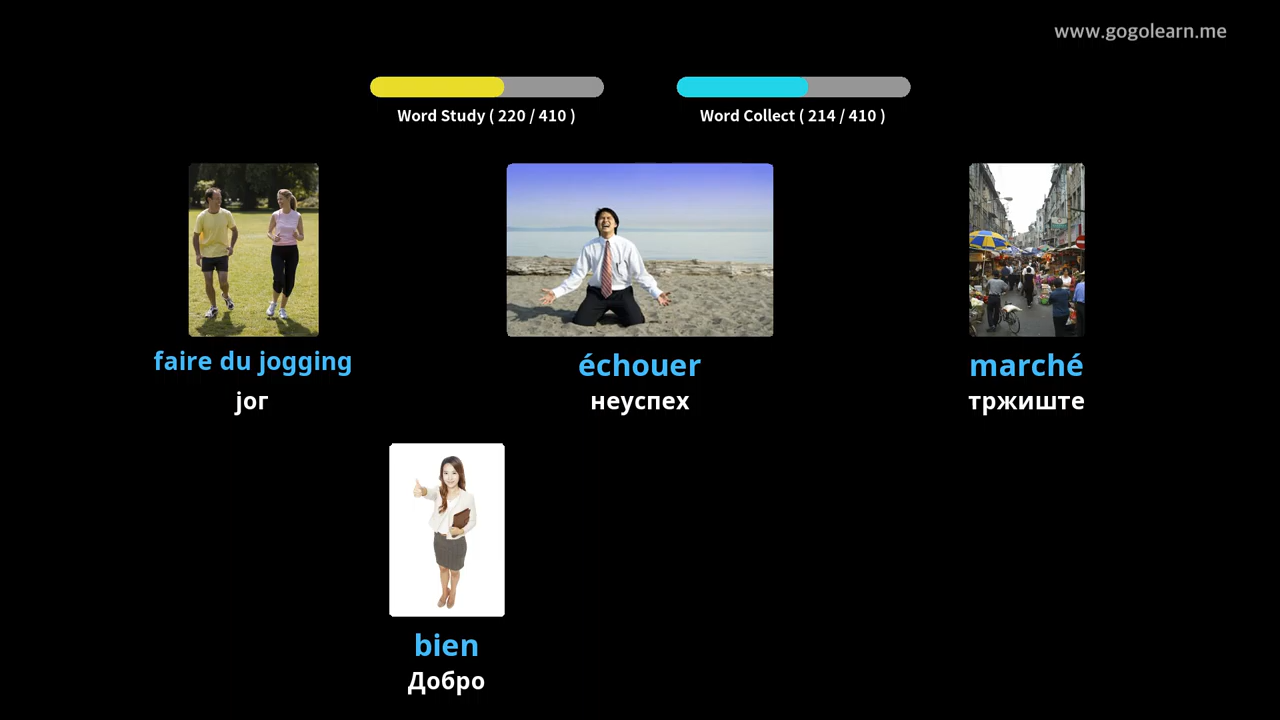 www.gogolearn.me
Word Study ( 220 / 410 )
Word Collect ( 214 / 410 )
faire du jogging
échouer
marché
јог
неуспех
тржиште
bien
Добро